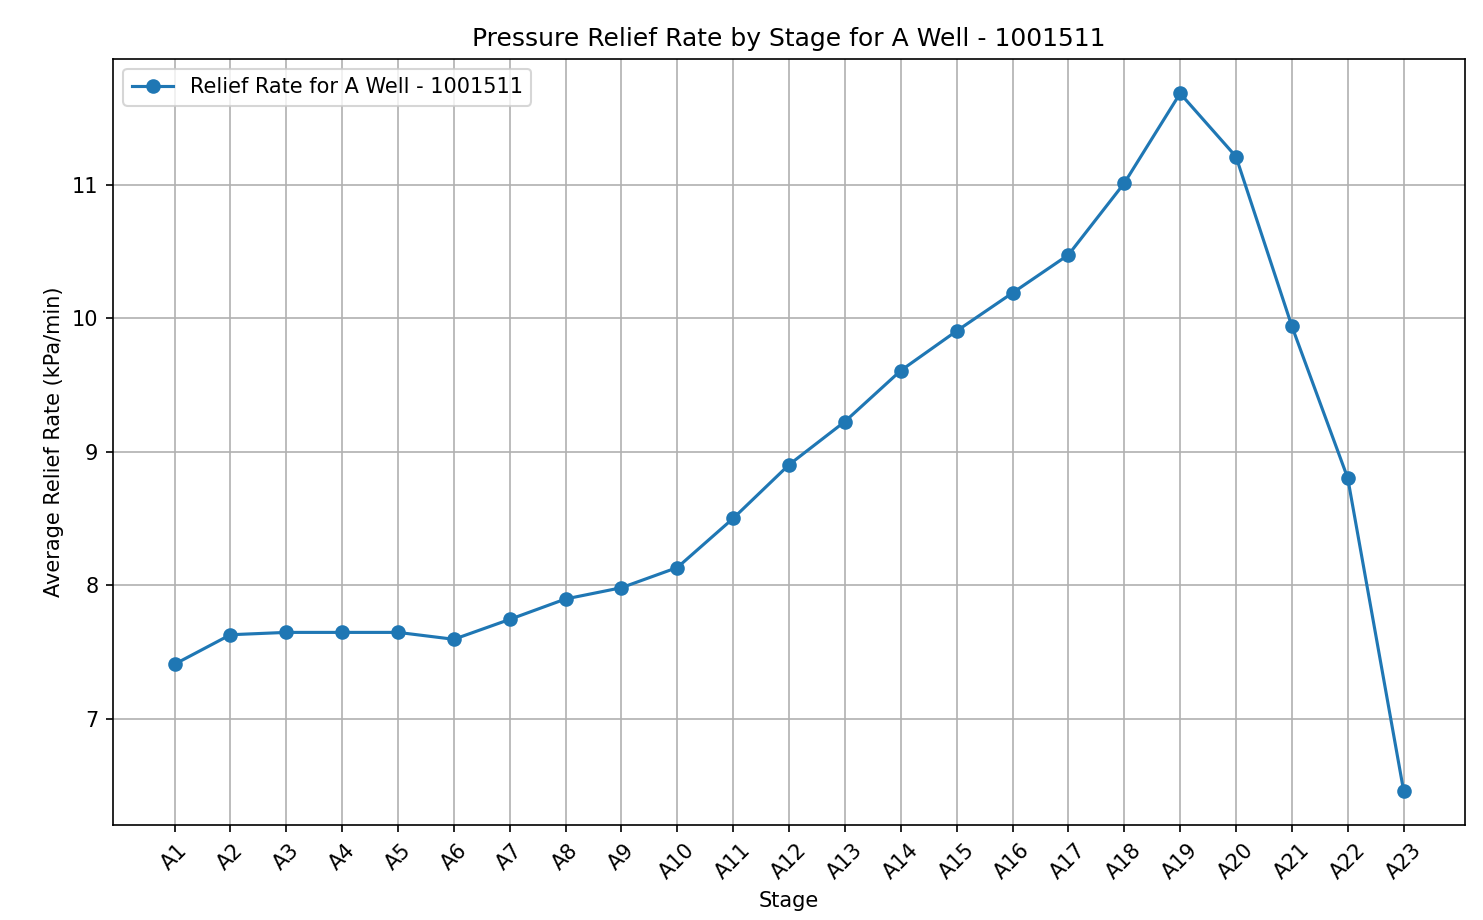 Pressure Relief Rate by Stage for A Well - 1001511
Relief Rate for A Well - 1001511
Average Relief Rate (kPa/min)
11
10
9
8
7
A1 A2 A3 A4 A5 A6 A7 A8 A9 A10 A11 A12 A13 A14 A15 A16 A17 A18 A19 A20 A21 A22 A23
Stage